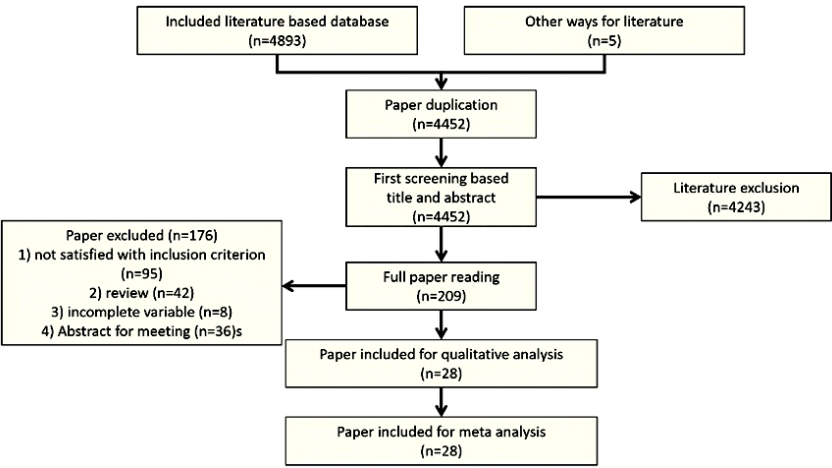 Included literature based database
(n=4893)
Other ways for literature
(n=5)
Paper duplication
(n=4452)
First screening based
title and abstract
(n=4452)
Literature exclusion
(n=4243)
Paper excluded (n=176)
1) not satisfied with inclusion criterion
(n=95)
2) review (n=42)
3) incomplete variable (n=8)
4) Abstract for meeting (n=36)s
Full paper reading
(n=209)
Paper included for qualitative analysis
(n=28)
Paper included for meta analysis
(n=28)